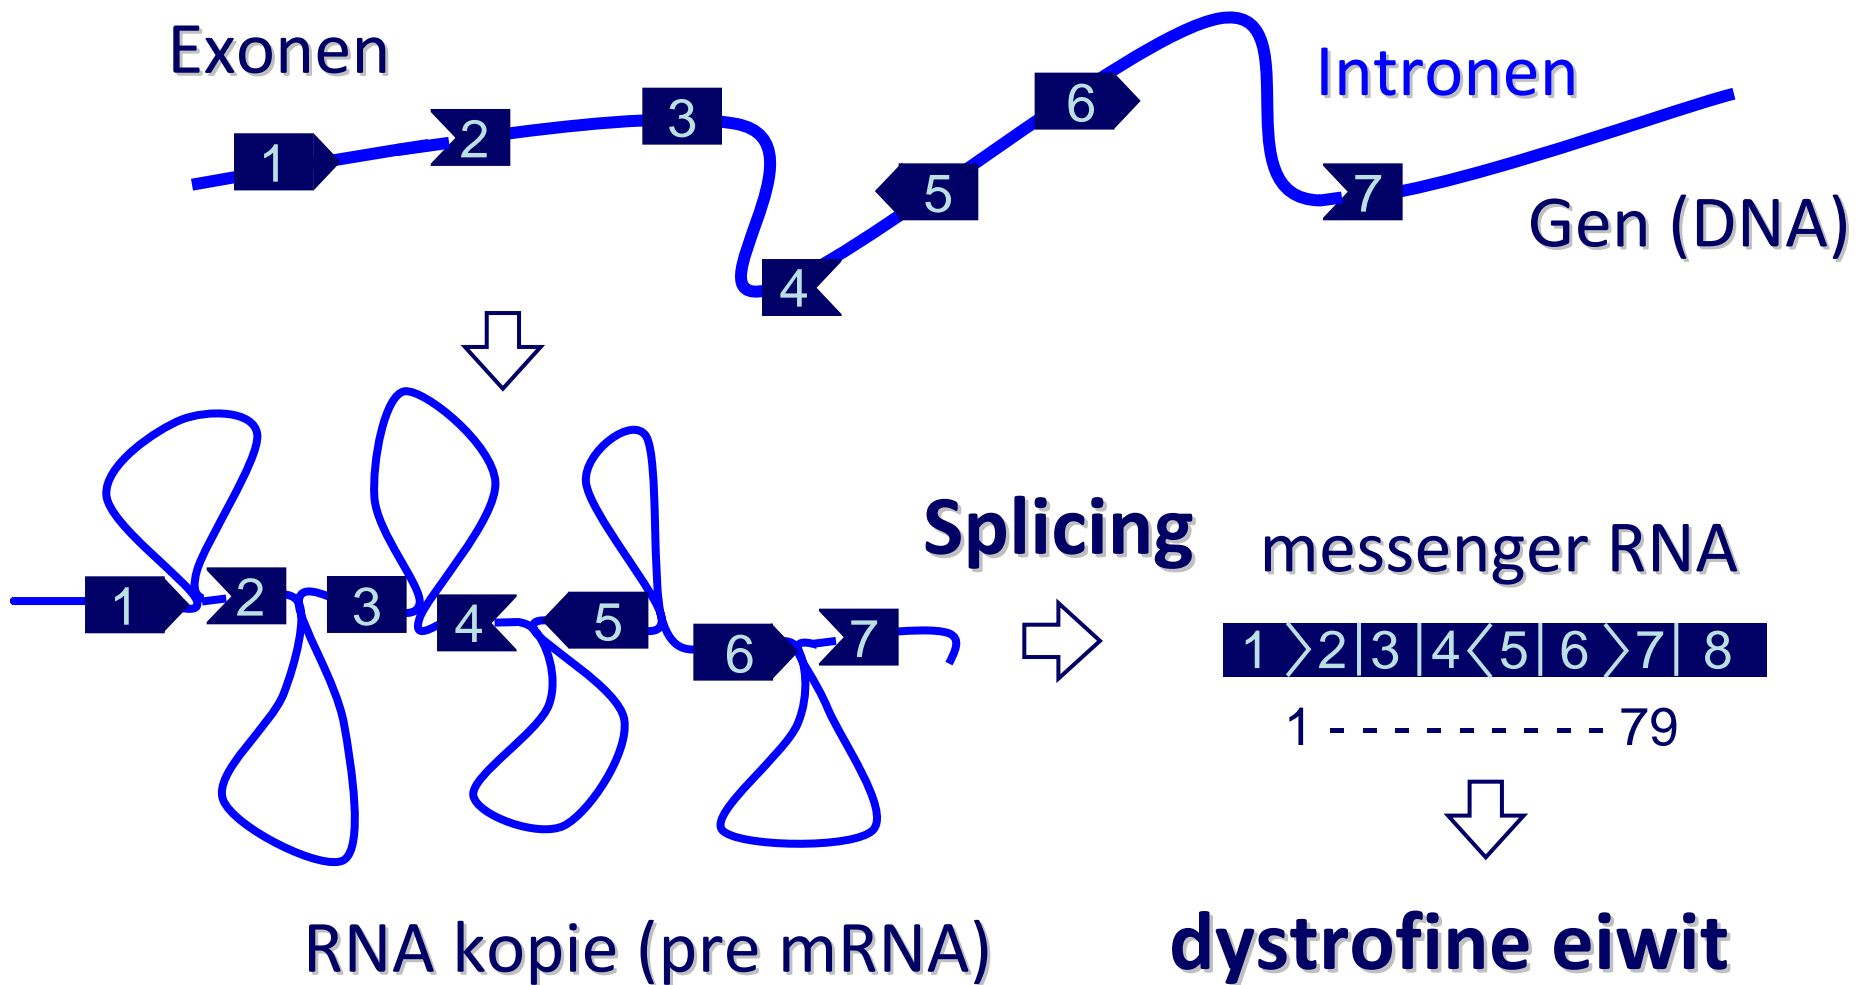 Exonen
Intronen
1 2 3 4 5 6 7
Gen (DNA)
Splicing
messenger RNA
1 2 3 4 5 6 7
1 2 3 4 5 6 7 8
1 - - - - - - - - - 79
RNA kopie (pre mRNA)
dystrofine eiwit